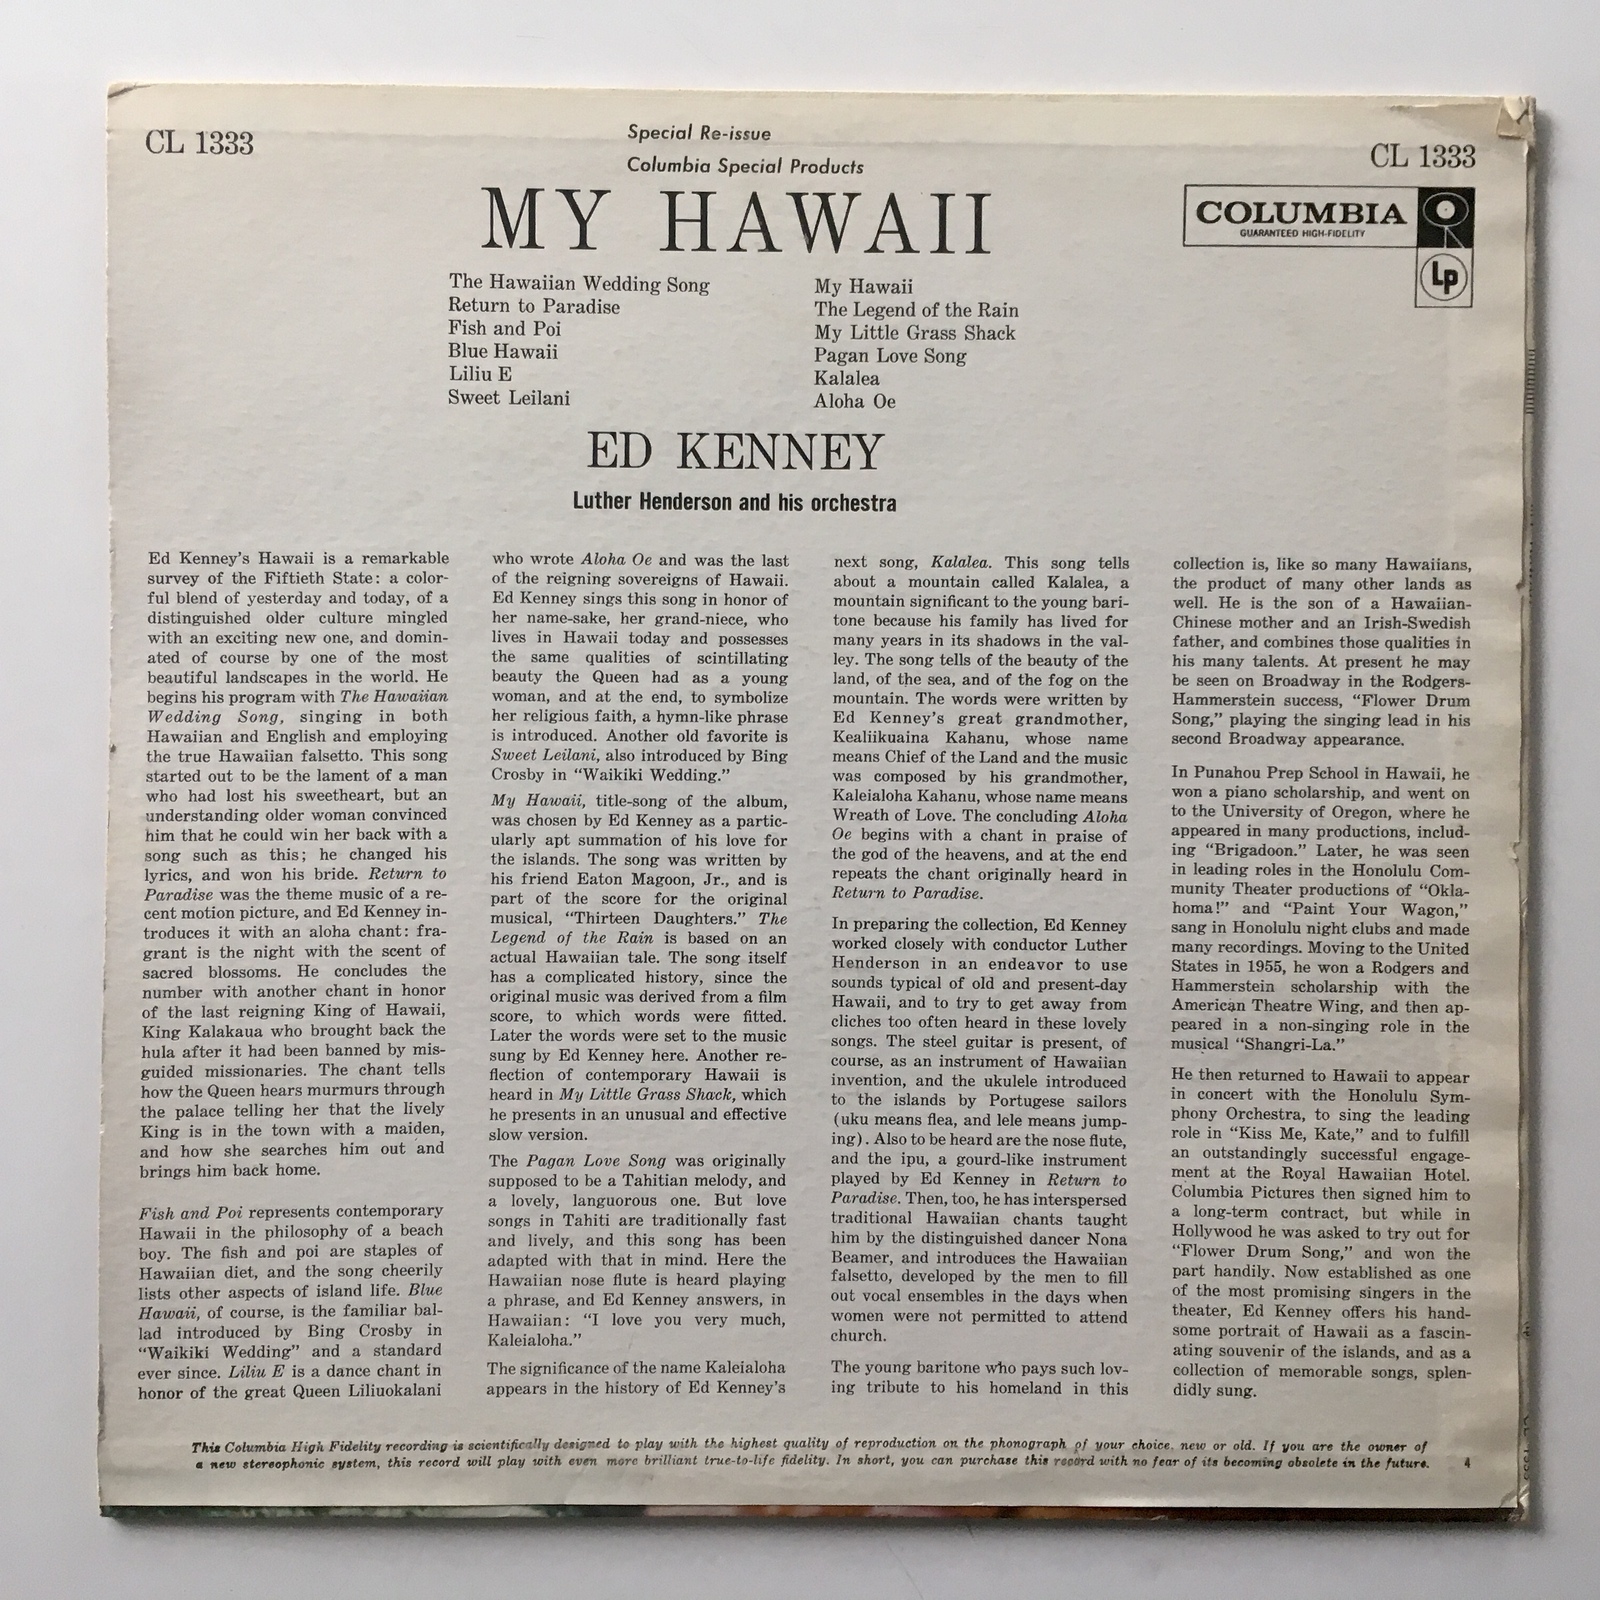 CL 1333
Special Re-issue
Columbia Special Products
CL 1333
MY HAWAII
COLUMBIA
GUARANTEED HIGH-FIDELITY
Lp
The Hawaiian Wedding Song
Return to Paradise
Fish and Poi
Blue Hawaii
Liliu E
Sweet Leilani
My Hawaii
The Legend of the Rain
My Little Grass Shack
Pagan Love Song
Kalalea
Aloha Oe
ED KENNEY
Luther Henderson and his orchestra
Ed Kenney's Hawaii is a remarkable
survey of the Fiftieth State: a color-
ful blend of yesterday and today, of a
distinguished older culture mingled
with an exciting new one, and domin-
ated of course by one of the most
beautiful landscapes in the world. He
begins his program with The Hawaiian
Wedding Song, singing in both
Hawaiian and English and employing
the true Hawaiian falsetto. This song
started out to be the lament of a man
who had lost his sweetheart, but an
understanding older woman convinced
him that he could win her back with a
song such as this; he changed his
lyrics, and won his bride. Return to
Paradise was the theme music of a re-
cent motion picture, and Ed Kenney in-
troduces it with an aloha chant: fra-
grant is the night with the scent of
sacred blossoms. He concludes the
number with another chant in honor
of the last reigning King of Hawaii,
King Kalakaua who brought back the
hula after it had been banned by mis-
guided missionaries. The chant tells
how the Queen hears murmurs through
the palace telling her that the lively
King is in the town with a maiden,
and how she searches him out and
brings him back home.
Fish and Poi represents contemporary
Hawaii in the philosophy of a beach
boy. The fish and poi are staples of
Hawaiian diet, and the song cheerily
lists other aspects of island life. Blue
Hawaii, of course, is the familiar bal-
lad introduced by Bing Crosby in
"Waikiki Wedding" and a standard
ever since. Liliu E is a dance chant in
honor of the great Queen Liliuokalani
who wrote Aloha Oe and was the last
of the reigning sovereigns of Hawaii.
Ed Kenney sings this song in honor of
her name-sake, her grand-niece, who
lives in Hawaii today and possesses
the same qualities of scintillating
beauty the Queen had as a young
woman, and at the end, to symbolize
her religious faith, a hymn-like phrase
is introduced. Another old favorite is
Sweet Leilani, also introduced by Bing
Crosby in "Waikiki Wedding."
My Hawaii, title-song of the album,
was chosen by Ed Kenney as a partic-
ularly apt summation of his love for
the islands. The song was written by
his friend Eaton Magoon, Jr., and is
part of the score for the original
musical, "Thirteen Daughters." The
Legend of the Rain is based on an
actual Hawaiian tale. The song itself
has a complicated history, since the
original music was derived from a film
score, to which words were fitted.
Later the words were set to the music
sung by Ed Kenney here. Another re-
flection of contemporary Hawaii is
heard in My Little Grass Shack, which
he presents in an unusual and effective
slow version.
The Pagan Love Song was originally
supposed to be a Tahitian melody, and
a lovely, languorous one. But love
songs in Tahiti are traditionally fast
and lively, and this song has been
adapted with that in mind. Here the
Hawaiian nose flute is heard playing
a phrase, and Ed Kenney answers, in
Hawaiian: "I love you very much,
Kaleialoha."
The significance of the name Kaleialoha
appears in the history of Ed Kenney's
next song, Kalalea. This song tells
about a mountain called Kalalea, a
mountain significant to the young bari-
tone because his family has lived for
many years in its shadows in the val-
ley. The song tells of the beauty of the
land, of the sea, and of the fog on the
mountain. The words were written by
Ed Kenney's great grandmother,
Kealiikuaina Kahanu, whose name
means Chief of the Land and the music
was composed by his grandmother,
Kaleialoha Kahanu, whose name means
Wreath of Love. The concluding Aloha
Oe begins with a chant in praise of
the god of the heavens, and at the end
repeats the chant originally heard in
Return to Paradise.
In preparing the collection, Ed Kenney
worked closely with conductor Luther
Henderson in an endeavor to use
sounds typical of old and present-day
Hawaii, and to try to get away from
cliches too often heard in these lovely
songs. The steel guitar is present, of
course, as an instrument of Hawaiian
invention, and the ukulele introduced
to the islands by Portugese sailors
(uku means flea, and lele means jump-
ing). Also to be heard are the nose flute,
and the ipu, a gourd-like instrument
played by Ed Kenney in Return to
Paradise. Then, too, he has interspersed
traditional Hawaiian chants taught
him by the distinguished dancer Nona
Beamer, and introduces the Hawaiian
falsetto, developed by the men to fill
out vocal ensembles in the days when
women were not permitted to attend
church.
The young baritone who pays such lov-
ing tribute to his homeland in this
collection is, like so many Hawaiians,
the product of many other lands as
well. He is the son of a Hawaiian-
Chinese mother and an Irish-Swedish
father, and combines those qualities in
his many talents. At present he may
be seen on Broadway in the Rodgers-
Hammerstein success, "Flower Drum
Song," playing the singing lead in his
second Broadway appearance.
In Punahou Prep School in Hawaii, he
won a piano scholarship, and went on
to the University of Oregon, where he
appeared in many productions, includ-
ing "Brigadoon." Later, he was seen
in leading roles in the Honolulu Com-
munity Theater productions of "Okla-
homa!" and "Paint Your Wagon,"
sang in Honolulu night clubs and made
many recordings. Moving to the United
States in 1955, he won a Rodgers and
Hammerstein scholarship with the
American Theatre Wing, and then ap-
peared in a non-singing role in the
musical "Shangri-La."
He then returned to Hawaii to appear
in concert with the Honolulu Sym-
phony Orchestra, to sing the leading
role in "Kiss Me, Kate," and to fulfill
an outstandingly successful engage-
ment at the Royal Hawaiian Hotel.
Columbia Pictures then signed him to
a long-term contract, but while in
Hollywood he was asked to try out for
"Flower Drum Song," and won the
part handily. Now established as one
of the most promising singers in the
theater, Ed Kenney offers his hand-
some portrait of Hawaii as a fascin-
ating souvenir of the islands, and as a
collection of memorable songs, splen-
didly sung.
This Columbia High Fidelity recording is scientifically designed to play with the highest quality of reproduction on the phonograph of your choice, new or old. If you are the owner of
a new stereophonic system, this record will play with even more brilliant true-to-life fidelity. In short, you can purchase this record with no fear of its becoming obsolete in the future.
4